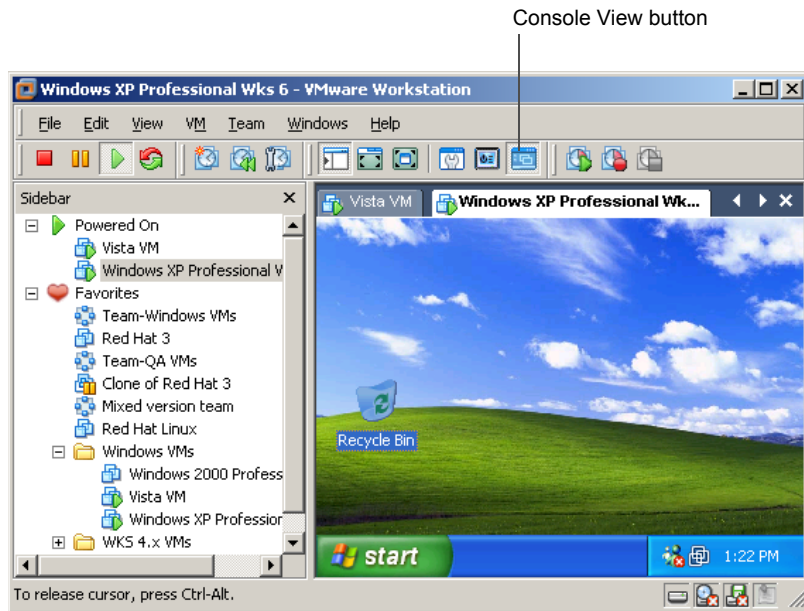 Console View button
Windows XP Professional Wks 6 - VMware Workstation
File Edit View VM Team Windows Help
Sidebar
Vista VM
Windows XP Professional Wk...
Powered On
Vista VM
Windows XP Professional V
Favorites
Team-Windows VMs
Red Hat 3
Team-QA VMs
Clone of Red Hat 3
Mixed version team
Red Hat Linux
Windows VMs
Windows 2000 Profess
Vista VM
Windows XP Profession
WKS 4.x VMs
Recycle Bin
start
1:22 PM
To release cursor, press Ctrl-Alt.